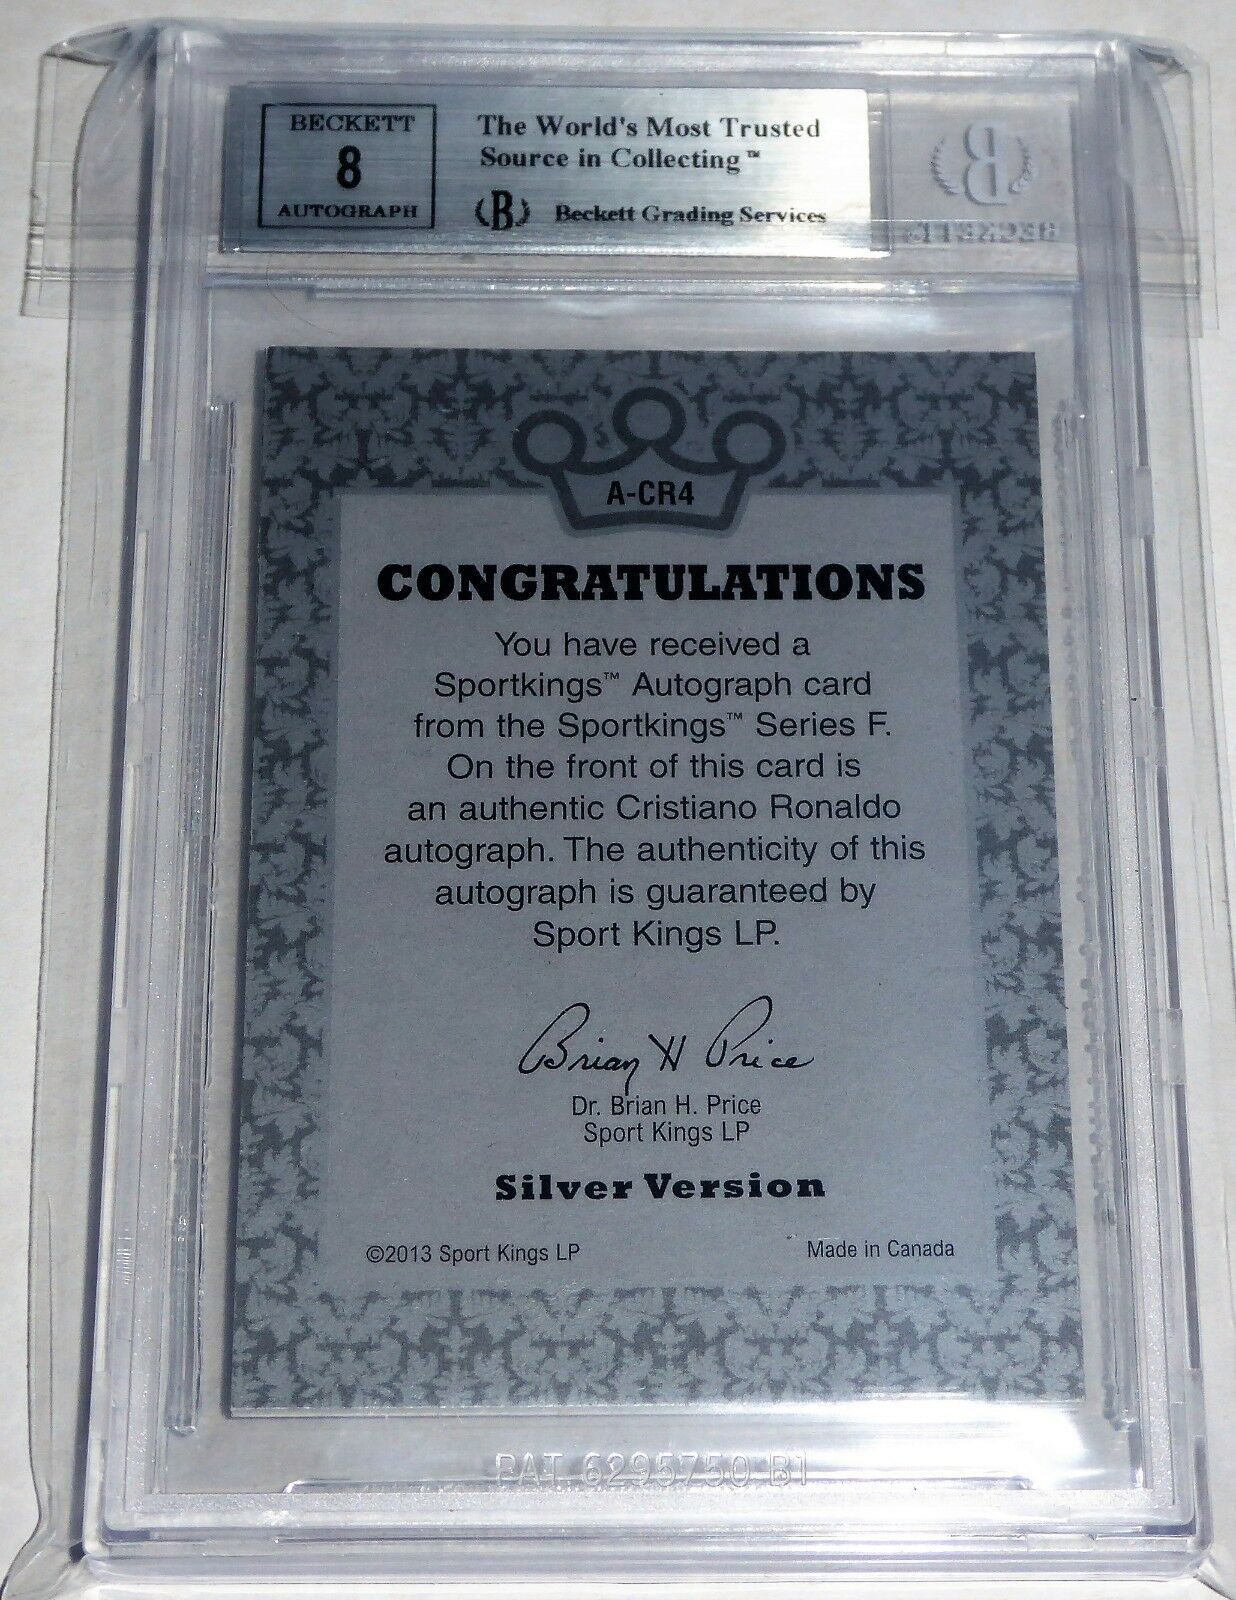 BECKETT
8
AUTOGRAPH
The World's Most Trusted
Source in Collecting™
B
Beckett Grading Services
B
BECKETT
A-CR4
CONGRATULATIONS
You have received a
Sportkings™ Autograph card
from the Sportkings™ Series F.
On the front of this card is
an authentic Cristiano Ronaldo
autograph. The authenticity of this
autograph is guaranteed by
Sport Kings LP.
Brian H Price
Dr. Brian H. Price
Sport Kings LP
Silver Version
©2013 Sport Kings LP Made in Canada
PAT. 6295750 B1